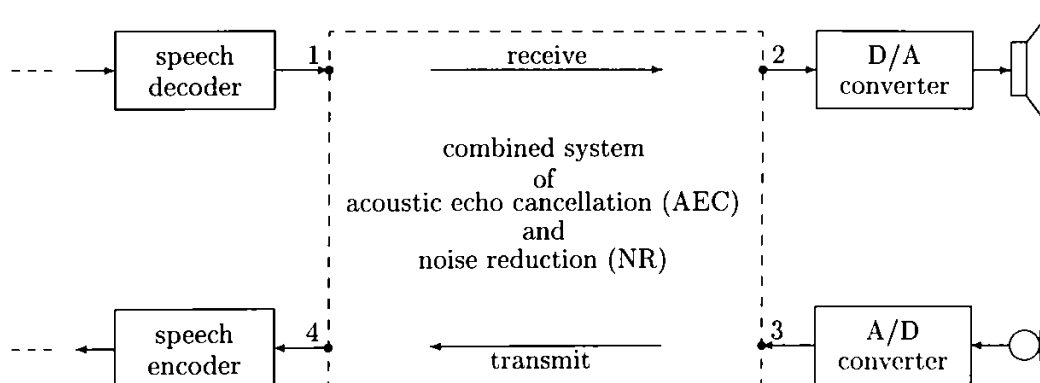 speech
decoder
1
receive
2
D/A
converter
combined system
of
acoustic echo cancellation (AEC)
and
noise reduction (NR)
speech
encoder
4
transmit
3
A/D
converter